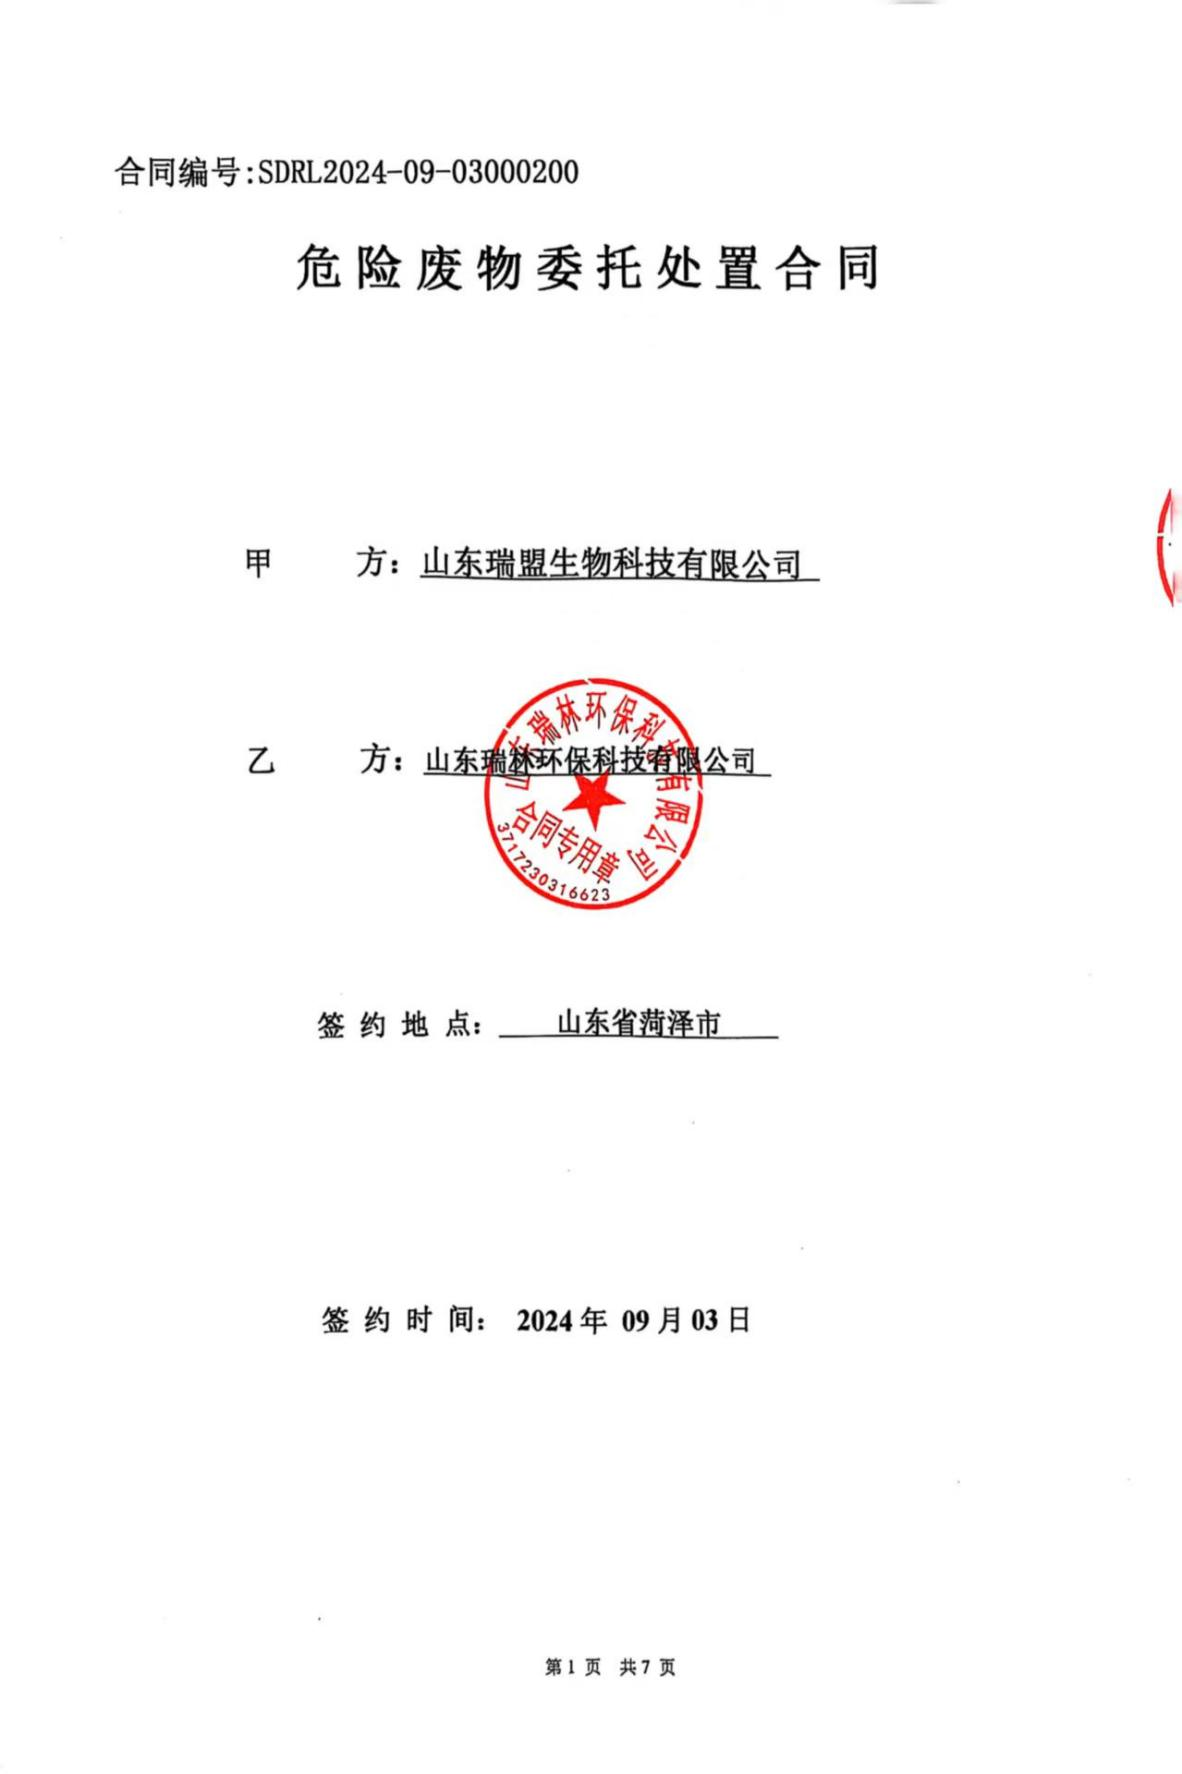 合同编号:SDRL2024-09-03000200
危险废物委托处置合同
甲 方：山东瑞盟生物科技有限公司
乙 方：山东瑞林环保科技有限公司
山东瑞林环保科技有限公司
合同专用章
3717230316623
签约地点：山东省菏泽市
签约时间：2024年09月03日
第1页 共7页